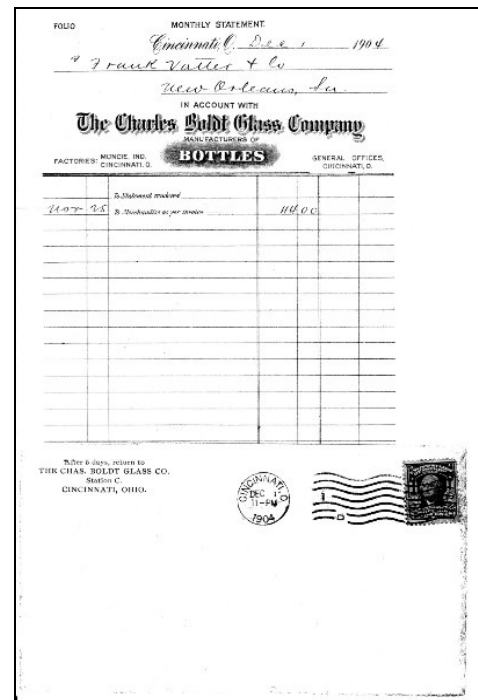 FOLIO
MONTHLY STATEMENT.
Cincinnati, O. Dec 1 1904
Frank Vatter & Co
New Orleans, La.
IN ACCOUNT WITH
The Charles Boldt Glass Company
MANUFACTURERS OF
BOTTLES
FACTORIES: MUNCIE, IND. CINCINNATI, O.
GENERAL OFFICES, CINCINNATI, O.
To Statement rendered
Nov 25 To Merchandise as per invoice 44 00
After 5 days, return to
THE CHAS. BOLDT GLASS CO.
Station C.
CINCINNATI, OHIO.
CINCINNATI, O.
DEC 1
11-PM
1904